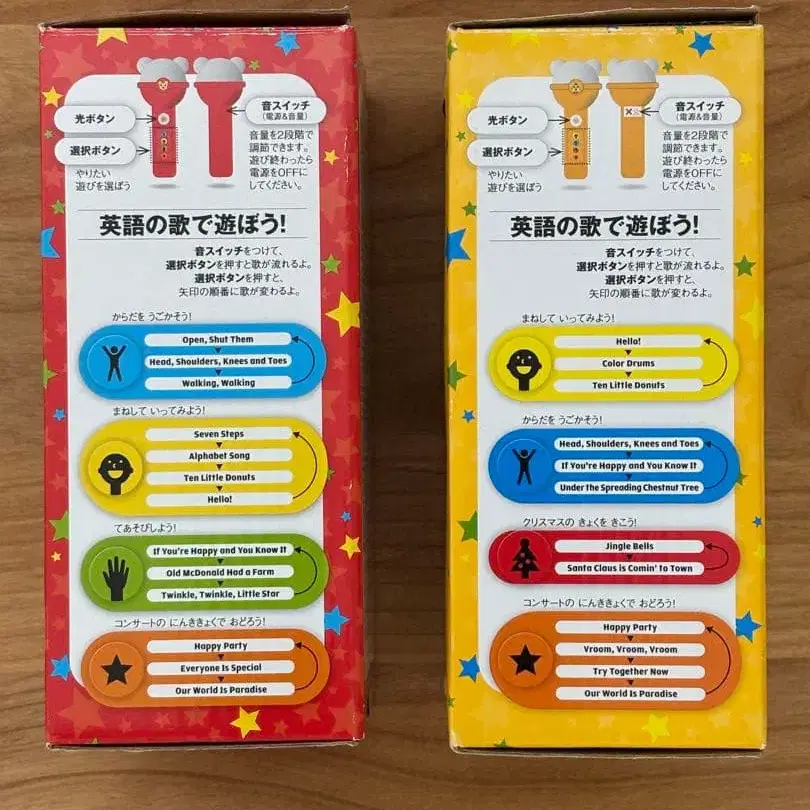 光ボタン
選択ボタン
やりたい
遊びを選ぼう
音スイッチ
(電源&音量)
音量を2段階で
調節できます。
遊び終わったら
電源をOFFに
してください。
英語の歌で遊ぼう!
音スイッチをつけて、
選択ボタンを押すと歌が流れるよ。
選択ボタンを押すと、
矢印の順番に歌が変わるよ。
からだを うごかそう!
Open, Shut Them
Head, Shoulders, Knees and Toes
Walking, Walking
まねして いってみよう!
Seven Steps
Alphabet Song
Ten Little Donuts
Hello!
てあそびしよう!
If You're Happy and You Know It
Old McDonald Had a Farm
Twinkle, Twinkle, Little Star
コンサートの にんききょくで おどろう!
Happy Party
Everyone Is Special
Our World Is Paradise
光ボタン
選択ボタン
やりたい
遊びを選ぼう
音スイッチ
(電源&音量)
音量を2段階で
調節できます。
遊び終わったら
電源をOFFに
してください。
英語の歌で遊ぼう!
音スイッチをつけて、
選択ボタンを押すと歌が流れるよ。
選択ボタンを押すと、
矢印の順番に歌が変わるよ。
まねして いってみよう!
Hello!
Color Drums
Ten Little Donuts
からだを うごかそう!
Head, Shoulders, Knees and Toes
If You're Happy and You Know It
Under the Spreading Chestnut Tree
クリスマスの きょくを きこう!
Jingle Bells
Santa Claus is Comin' to Town
コンサートの にんききょくで おどろう!
Happy Party
Vroom, Vroom, Vroom
Try Together Now
Our World Is Paradise